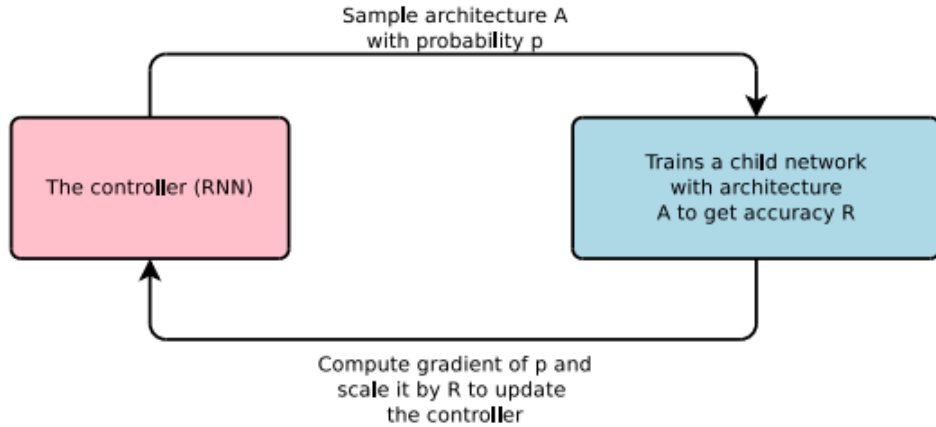 Sample architecture A
with probability p
The controller (RNN)
Trains a child network
with architecture
A to get accuracy R
Compute gradient of p and
scale it by R to update
the controller